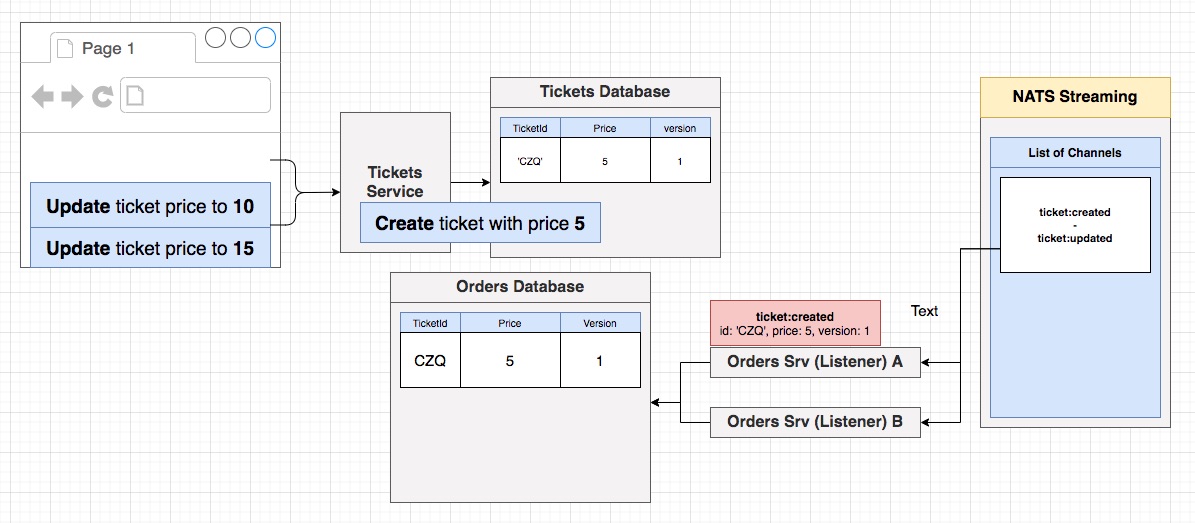 Page 1
Update ticket price to 10
Update ticket price to 15
Tickets
Service
Create ticket with price 5
Tickets Database
TicketId Price version
'CZQ' 5 1
Orders Database
TicketId Price Version
CZQ 5 1
ticket:created
id: 'CZQ', price: 5, version: 1
Text
Orders Srv (Listener) A
Orders Srv (Listener) B
NATS Streaming
List of Channels
ticket:created
-
ticket:updated